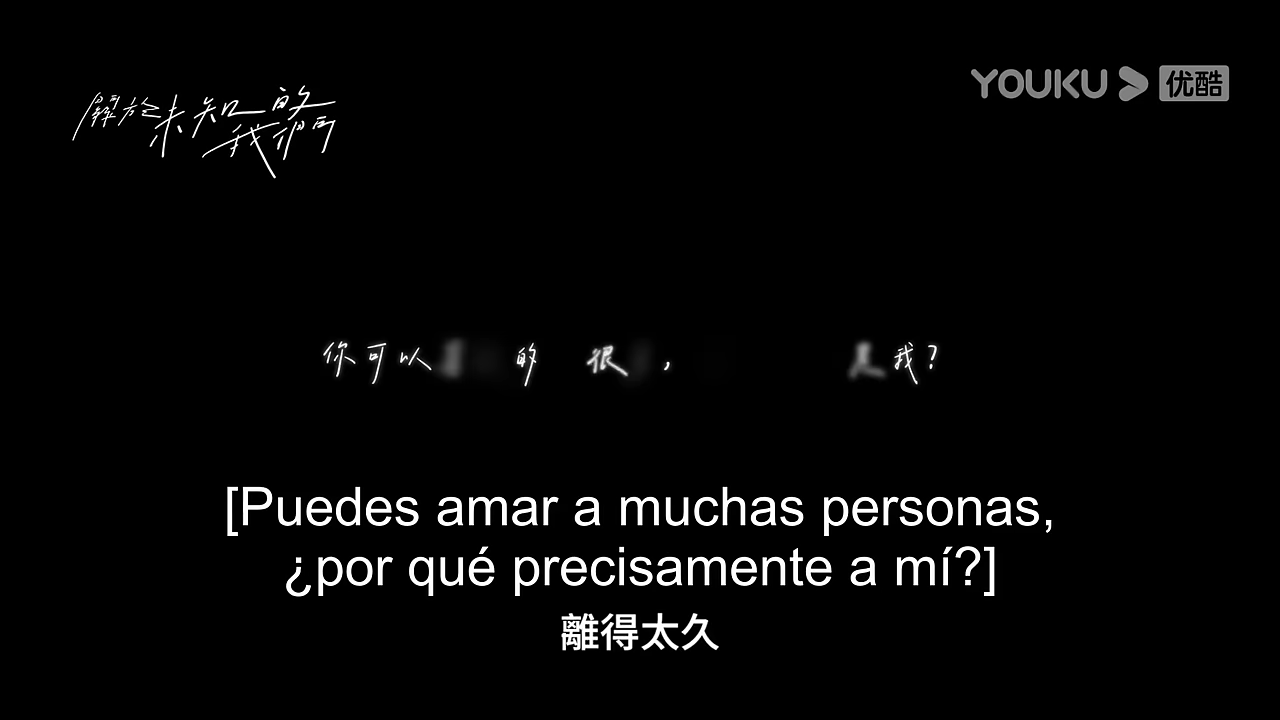 關於未知的
我們
YOUKU 优酷
你可以 的 很 , 是我?
[Puedes amar a muchas personas,
¿por qué precisamente a mí?]
離得太久